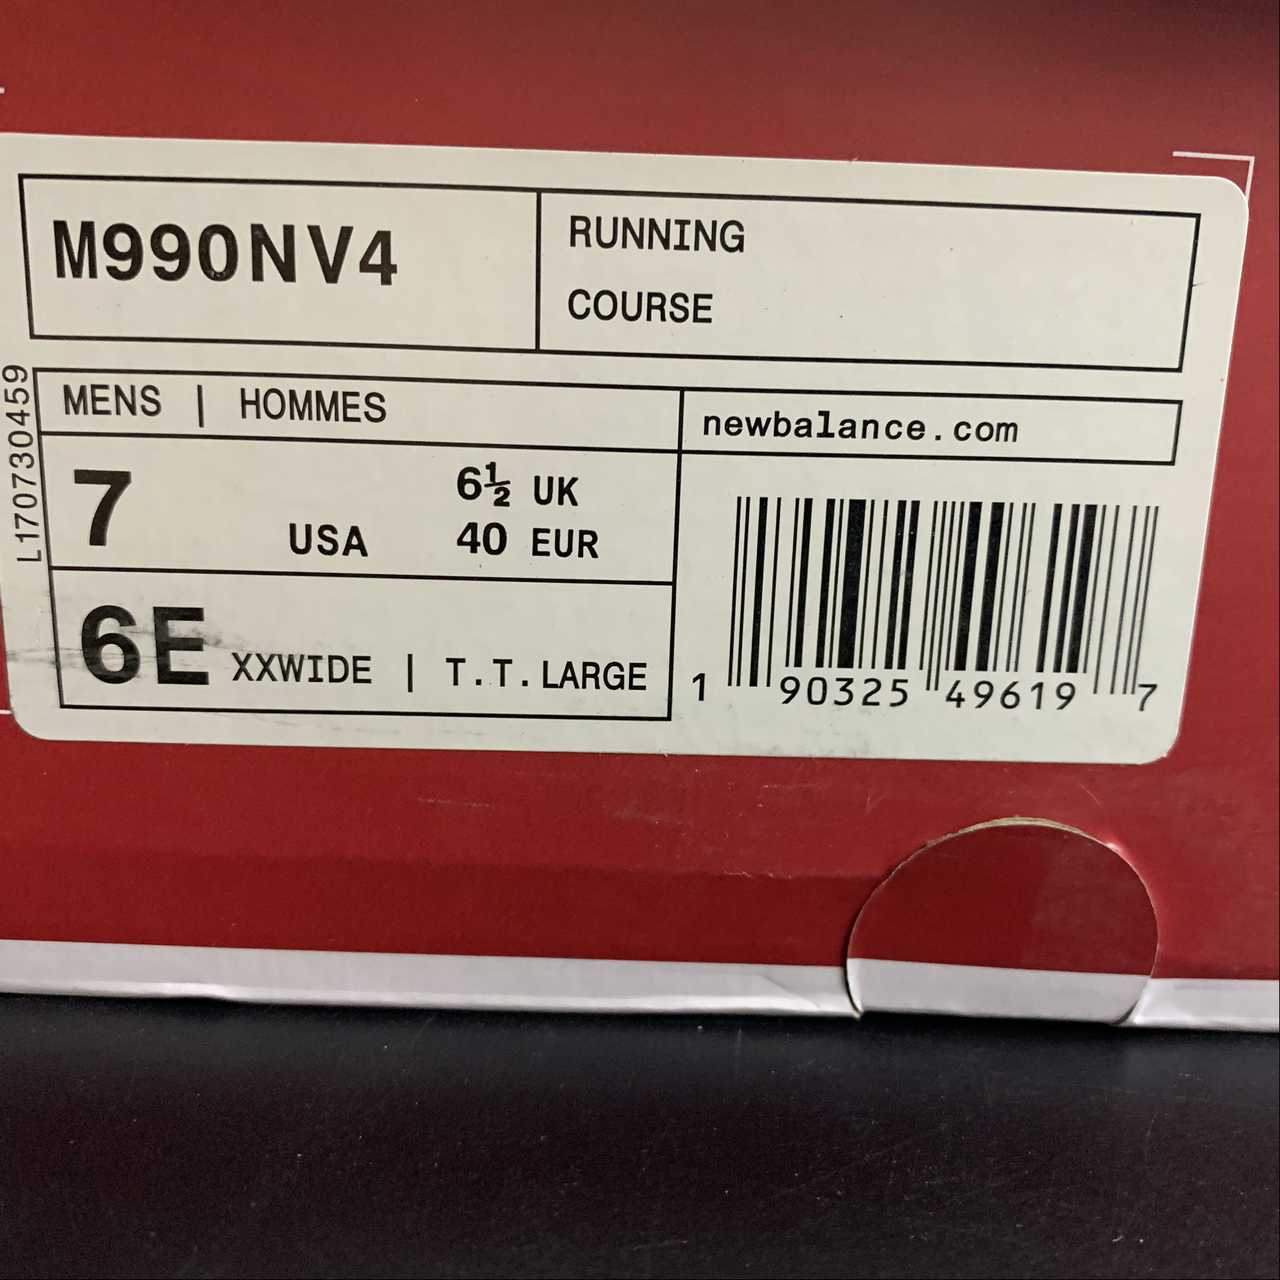 M990NV4
RUNNING
COURSE
L170730459
MENS | HOMMES
newbalance.com
7 USA
6½ UK
40 EUR
6E XXWIDE | T.T.LARGE
1 90325 49619 7